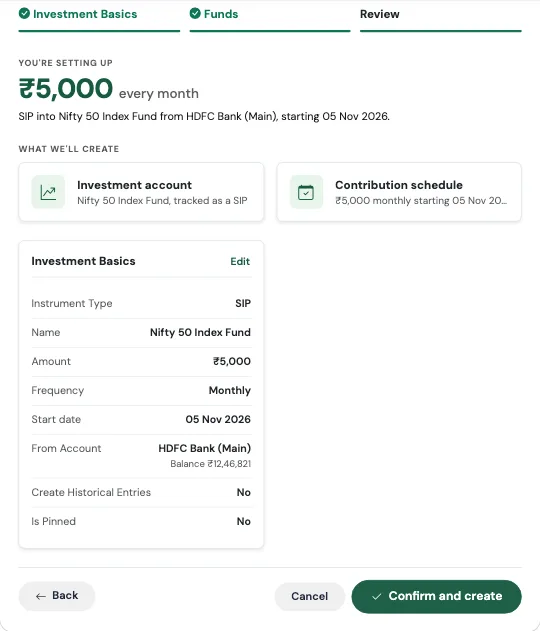 Investment Basics
Funds
Review
YOU'RE SETTING UP
₹5,000 every month
SIP into Nifty 50 Index Fund from HDFC Bank (Main), starting 05 Nov 2026.
WHAT WE'LL CREATE
Investment account
Nifty 50 Index Fund, tracked as a SIP
Contribution schedule
₹5,000 monthly starting 05 Nov 20...
Investment Basics Edit
Instrument Type SIP
Name Nifty 50 Index Fund
Amount ₹5,000
Frequency Monthly
Start date 05 Nov 2026
From Account HDFC Bank (Main)
Balance ₹12,46,821
Create Historical Entries No
Is Pinned No
← Back
Cancel
Confirm and create